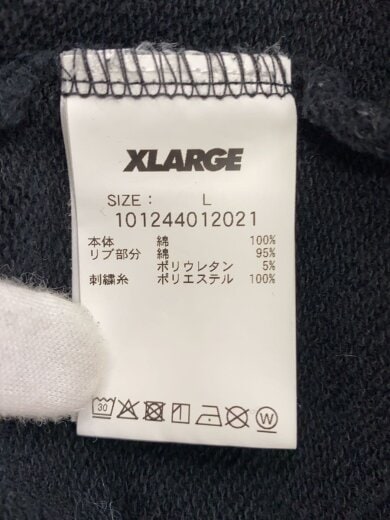 XLARGE
SIZE : L
101244012021
本体 綿 100%
リブ部分 綿 95%
ポリウレタン 5%
刺繍糸 ポリエステル 100%
30 W